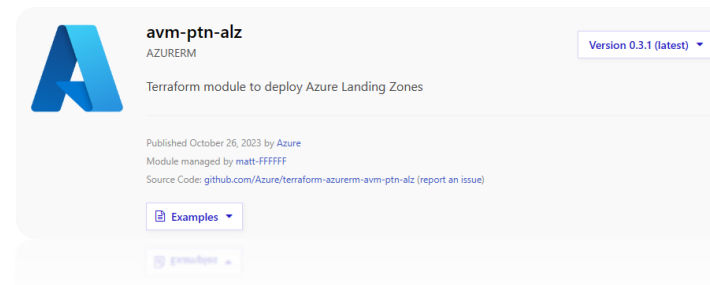 avm-ptn-alz
AZURERM
Version 0.3.1 (latest)
Terraform module to deploy Azure Landing Zones
Published October 26, 2023 by Azure
Module managed by matt-FFFFFF
Source Code: github.com/Azure/terraform-azurerm-avm-ptn-alz (report an issue)
Examples
Examples